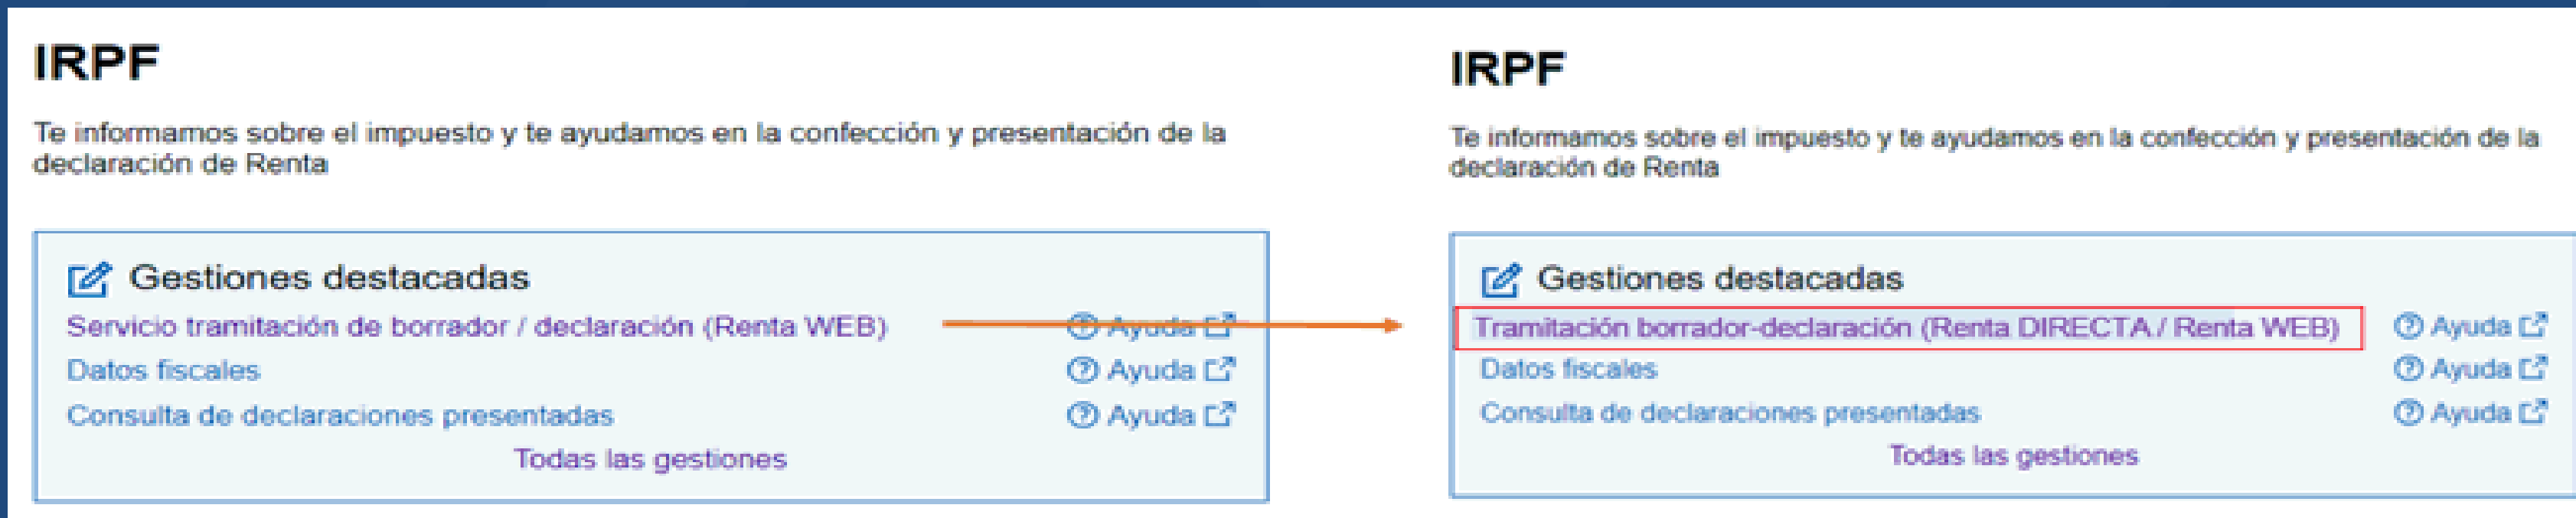 IRPF
Te informamos sobre el impuesto y te ayudamos en la confección y presentación de la
declaración de Renta
Gestiones destacadas
Servicio tramitación de borrador / declaración (Renta WEB) Ayuda
Datos fiscales Ayuda
Consulta de declaraciones presentadas Ayuda
Todas las gestiones
IRPF
Te informamos sobre el impuesto y te ayudamos en la confección y presentación de la
declaración de Renta
Gestiones destacadas
Tramitación borrador-declaración (Renta DIRECTA / Renta WEB) Ayuda
Datos fiscales Ayuda
Consulta de declaraciones presentadas Ayuda
Todas las gestiones